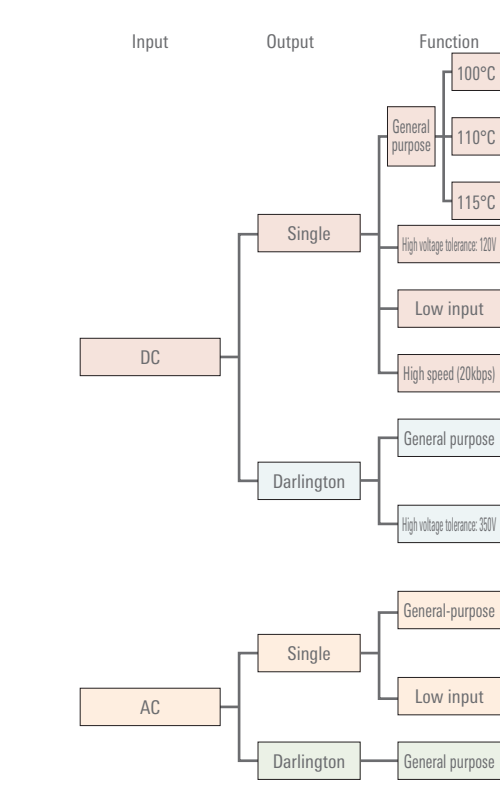 Input Output Function
100°C
General
purpose
110°C
115°C
Single
High voltage tolerance: 120V
Low input
DC
High speed (20kbps)
General purpose
Darlington
High voltage tolerance: 350V
General-purpose
Single
Low input
AC
Darlington
General purpose